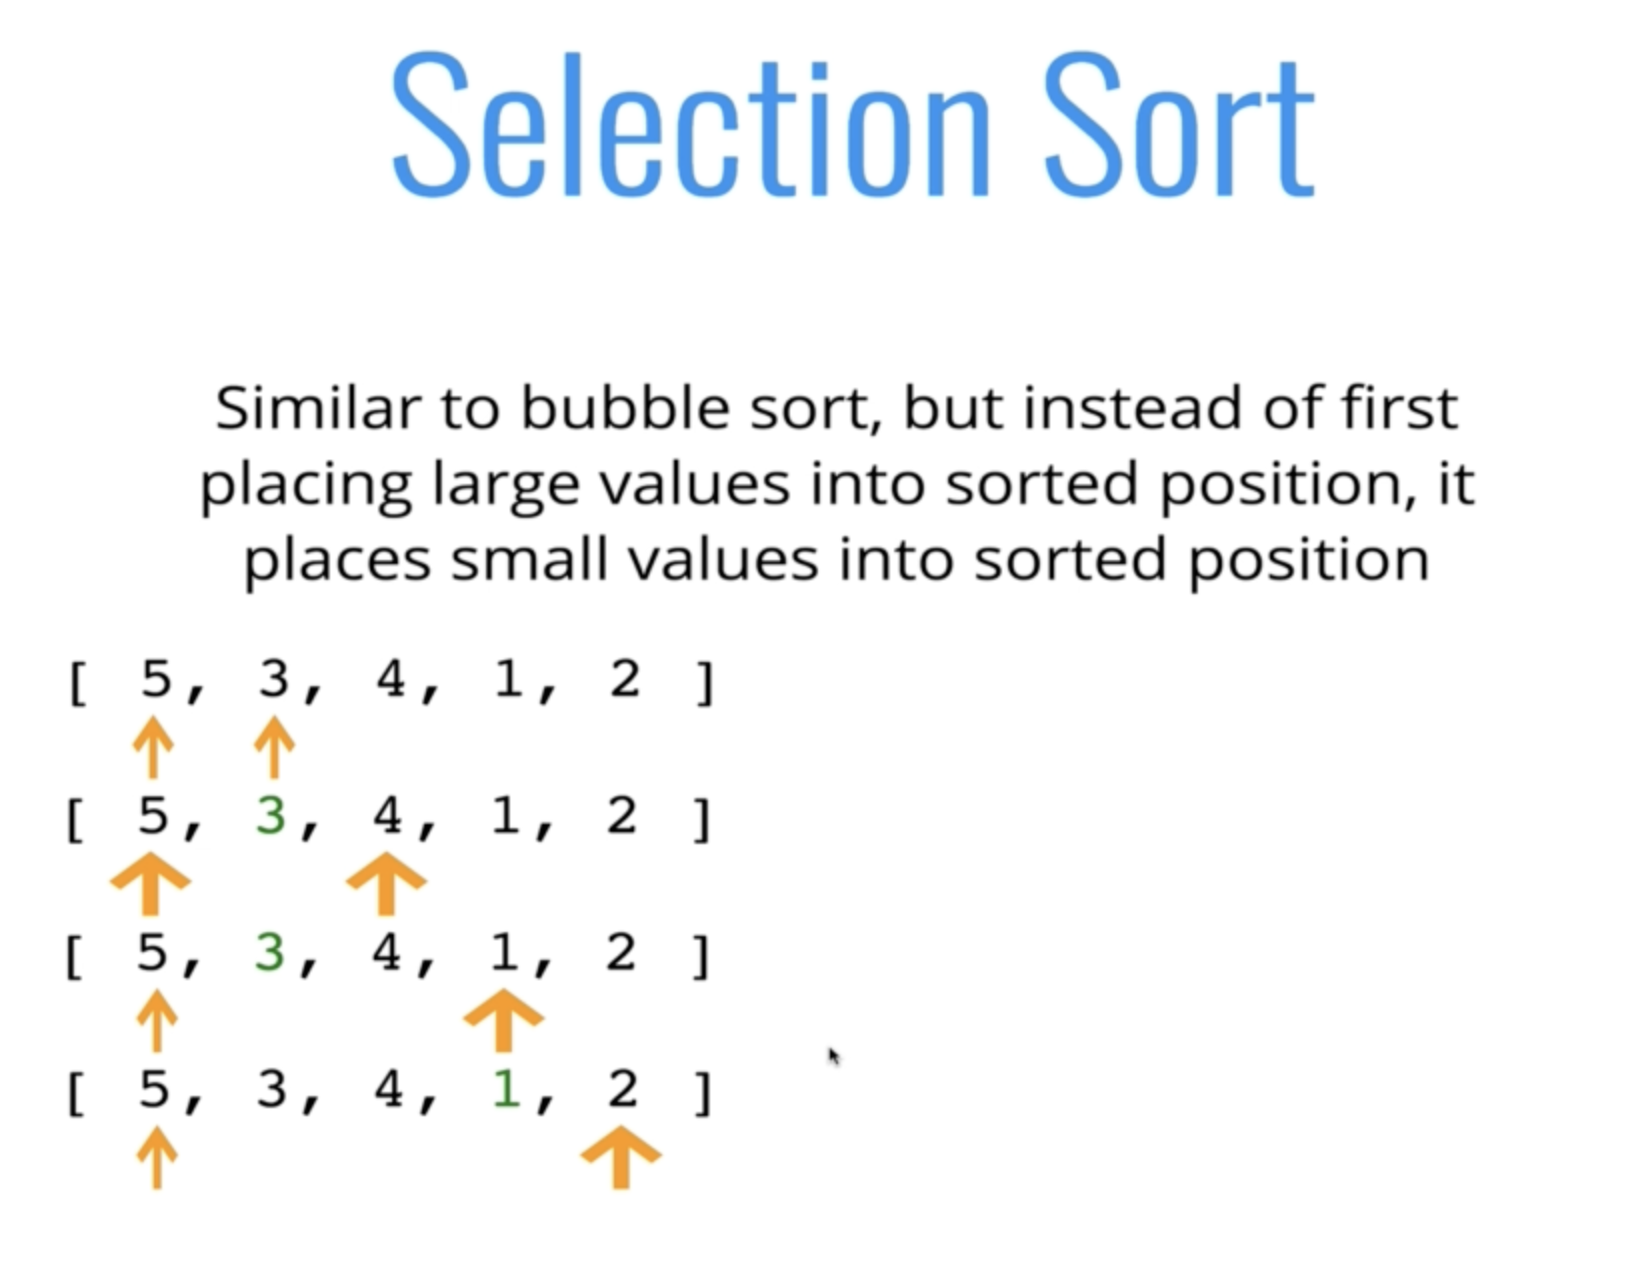 Selection Sort
Similar to bubble sort, but instead of first
placing large values into sorted position, it
places small values into sorted position
[ 5, 3, 4, 1, 2 ]
[ 5, 3, 4, 1, 2 ]
[ 5, 3, 4, 1, 2 ]
[ 5, 3, 4, 1, 2 ]